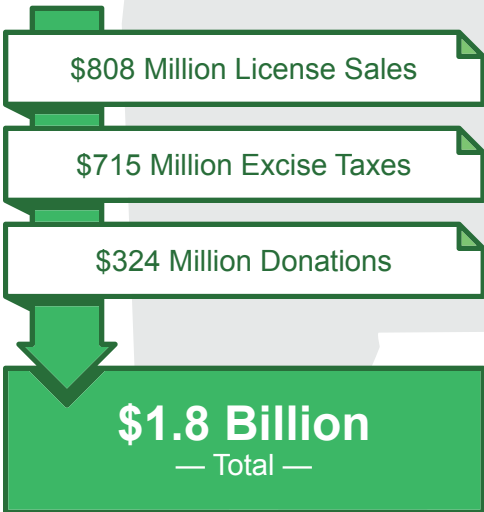 $808 Million License Sales
$715 Million Excise Taxes
$324 Million Donations
$1.8 Billion
— Total —